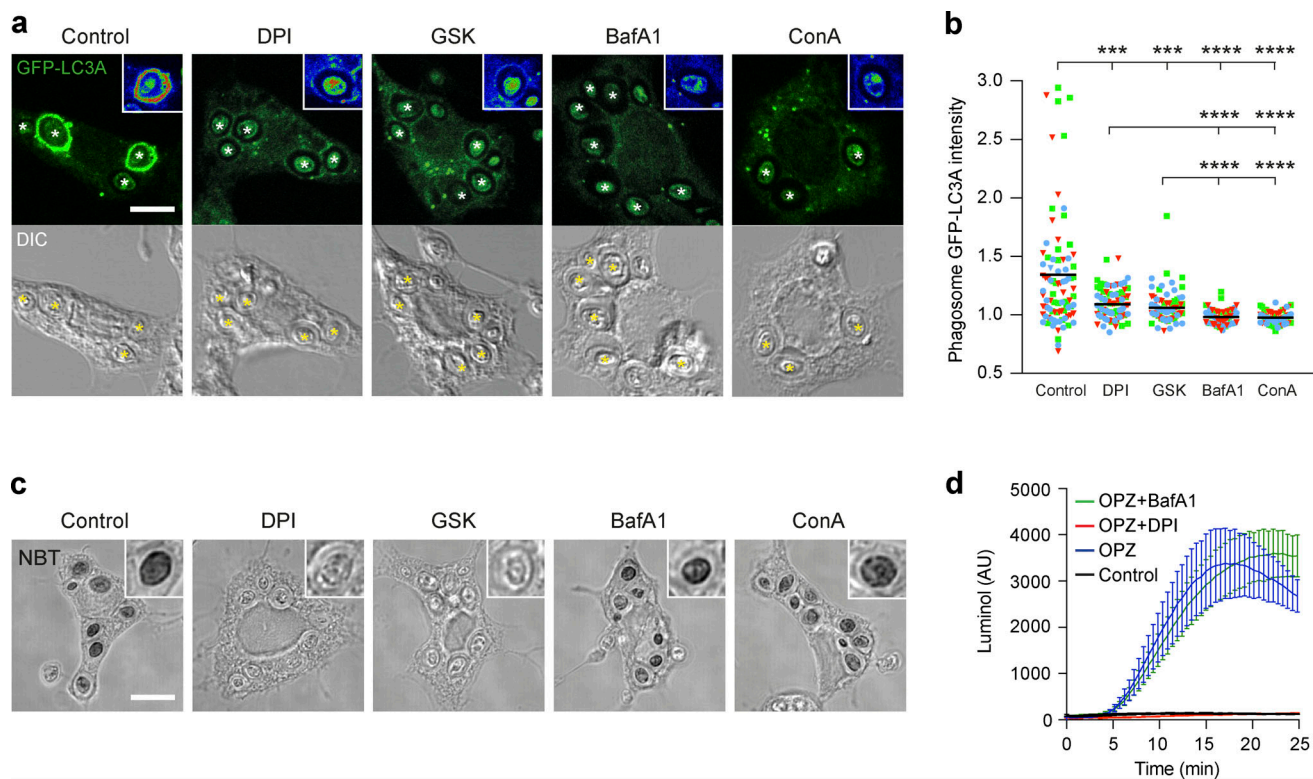 a
Control DPI GSK BafA1 ConA
GFP-LC3A
* * * *
* * * * * *
* * * * * *
* * * * * * *
* * *
DIC
* * * *
* * * * * *
* * * * * *
* * * * * *
* * *
b
*** *** **** ****
**** ****
**** ****
Phagosome GFP-LC3A intensity
3.0
2.5
2.0
1.5
1.0
0.5
Control DPI GSK BafA1 ConA
c
Control DPI GSK BafA1 ConA
NBT
d
OPZ+BafA1
OPZ+DPI
OPZ
Control
Luminol (AU)
5000
4000
3000
2000
1000
0
0 5 10 15 20 25
Time (min)